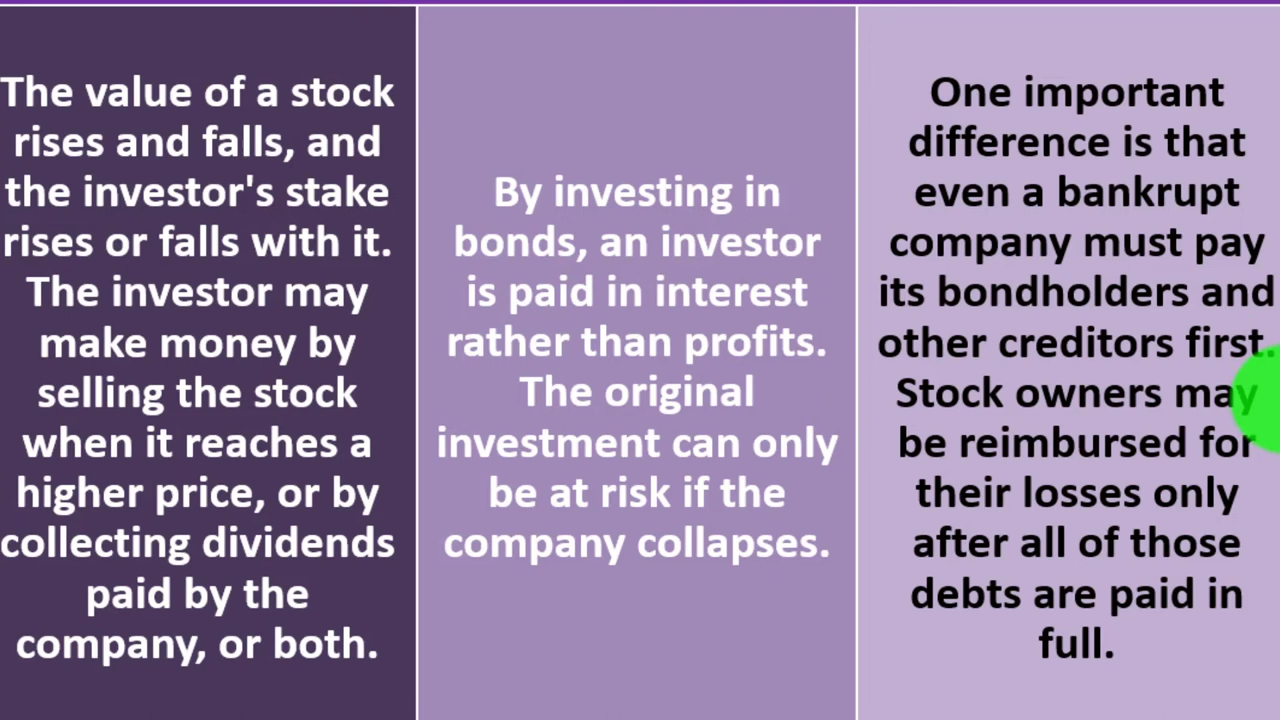 The value of a stock
rises and falls, and
the investor's stake
rises or falls with it.
The investor may
make money by
selling the stock
when it reaches a
higher price, or by
collecting dividends
paid by the
company, or both.
By investing in
bonds, an investor
is paid in interest
rather than profits.
The original
investment can only
be at risk if the
company collapses.
One important
difference is that
even a bankrupt
company must pay
its bondholders and
other creditors first.
Stock owners may
be reimbursed for
their losses only
after all of those
debts are paid in
full.